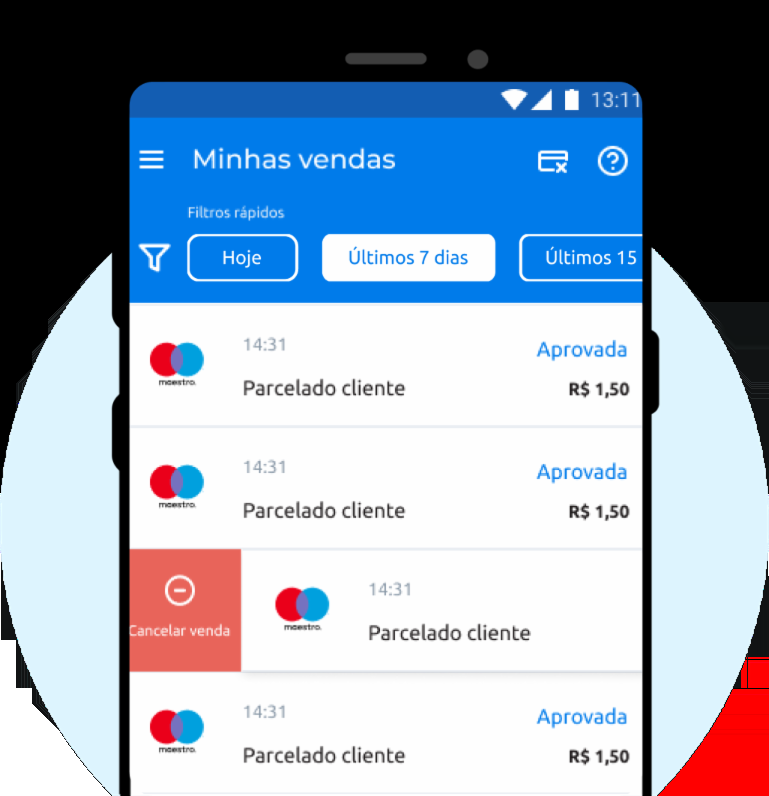 13:11
Minhas vendas
Filtros rápidos
Hoje
Últimos 7 dias
Últimos 15
14:31
Aprovada
maestro.
Parcelado cliente
R$ 1,50
14:31
Aprovada
maestro.
Parcelado cliente
R$ 1,50
14:31
Cancelar venda
maestro.
Parcelado cliente
14:31
Aprovada
maestro.
Parcelado cliente
R$ 1,50